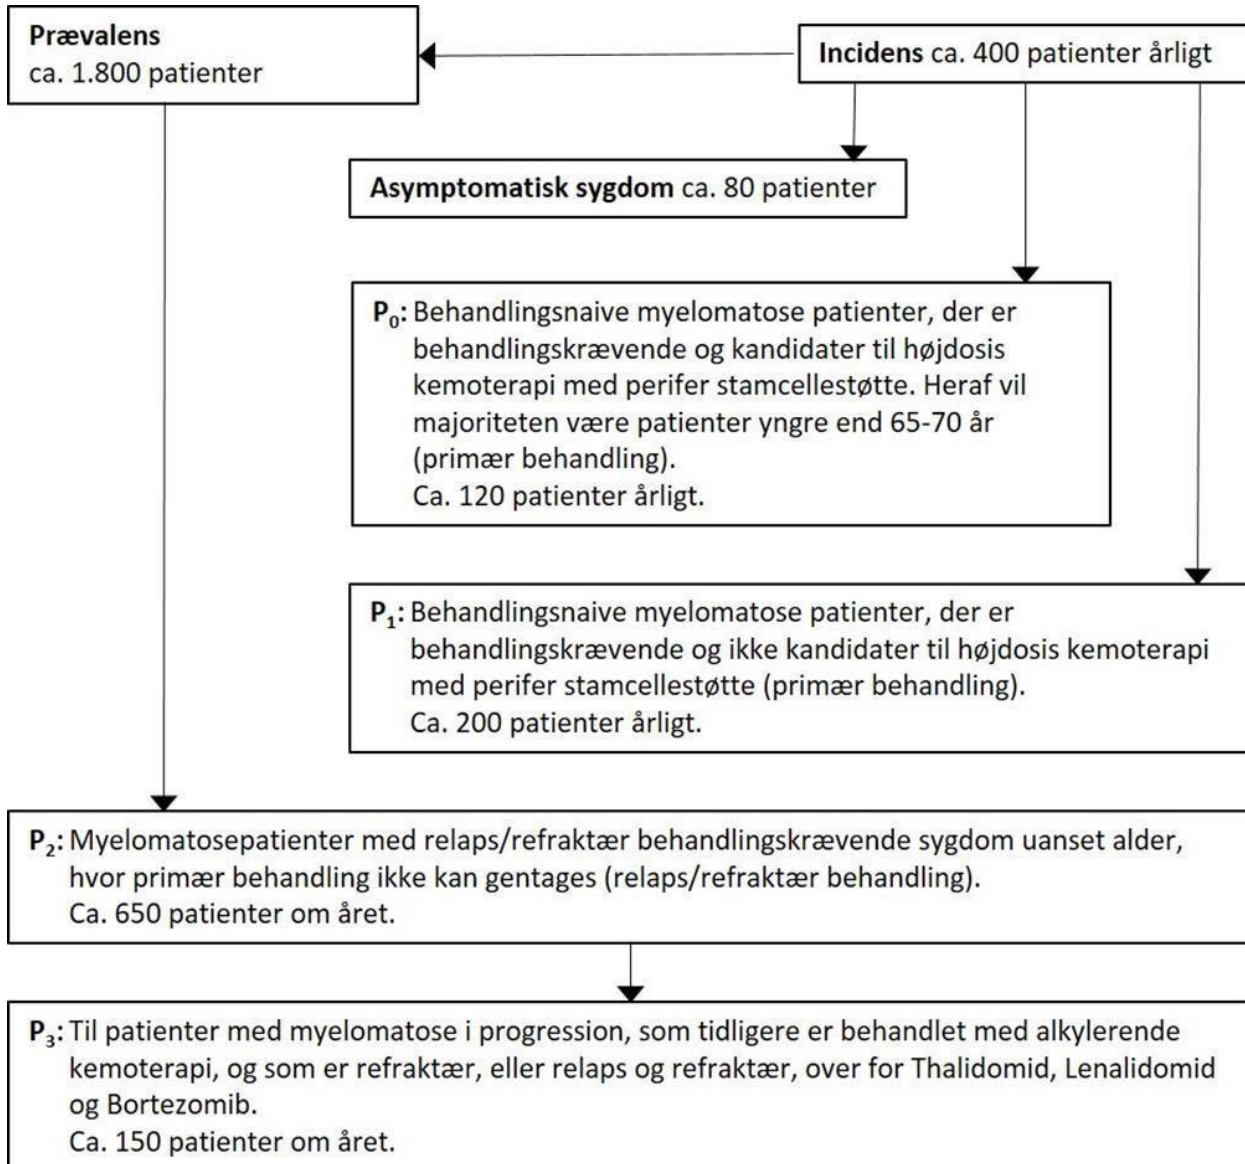 Prævalens
ca. 1.800 patienter
Incidens ca. 400 patienter årligt
Asymptomatisk sygdom ca. 80 patienter
P₀: Behandlingsnaive myelomatose patienter, der er
behandlingskrævende og kandidater til højdosis
kemoterapi med perifer stamcellestøtte. Heraf vil
majoriteten være patienter yngre end 65-70 år
(primær behandling).
Ca. 120 patienter årligt.
P₁: Behandlingsnaive myelomatose patienter, der er
behandlingskrævende og ikke kandidater til højdosis kemoterapi
med perifer stamcellestøtte (primær behandling).
Ca. 200 patienter årligt.
P₂: Myelomatosepatienter med relaps/refraktær behandlingskrævende sygdom uanset alder,
hvor primær behandling ikke kan gentages (relaps/refraktær behandling).
Ca. 650 patienter om året.
P₃: Til patienter med myelomatose i progression, som tidligere er behandlet med alkylerende
kemoterapi, og som er refraktær, eller relaps og refraktær, over for Thalidomid, Lenalidomid
og Bortezomib.
Ca. 150 patienter om året.